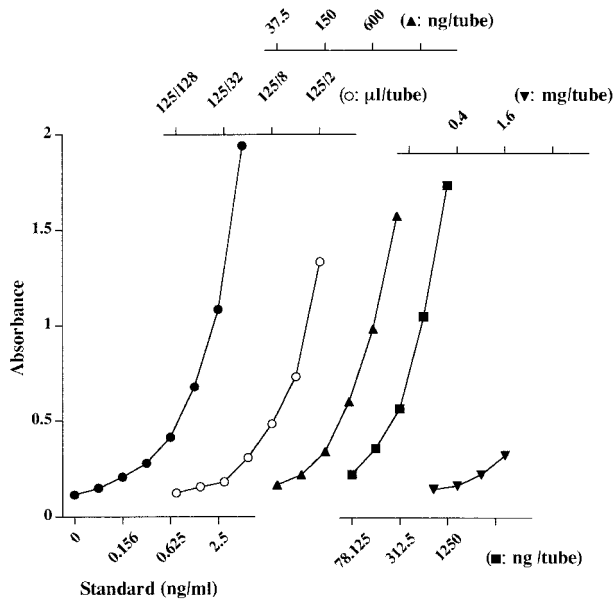 37.5 150 600 (▲: ng/tube)
125/128 125/32 125/8 125/2 (○: µl/tube) (▼: mg/tube)
0.4 1.6
2
1.5
1
0.5
0
Absorbance
0 0.156 0.625 2.5 78.125 312.5 1250 (■: ng /tube)
Standard (ng/ml)